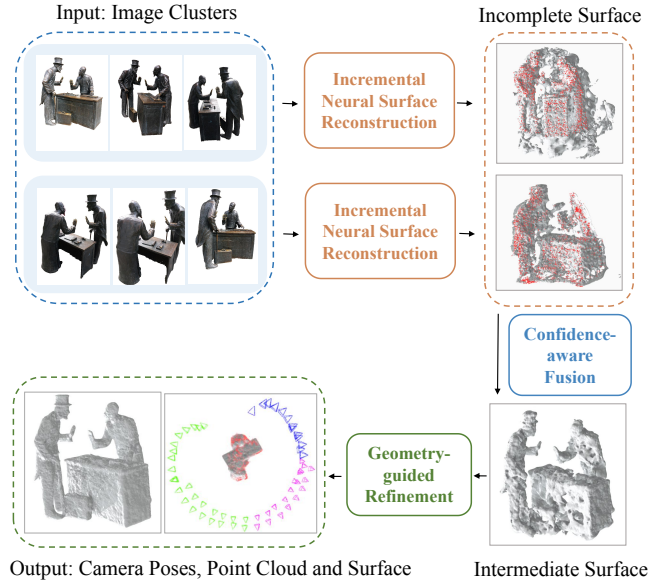 Input: Image Clusters
Incomplete Surface
Incremental
Neural Surface
Reconstruction
Incremental
Neural Surface
Reconstruction
Confidence-
aware
Fusion
Geometry-
guided
Refinement
Output: Camera Poses, Point Cloud and Surface
Intermediate Surface